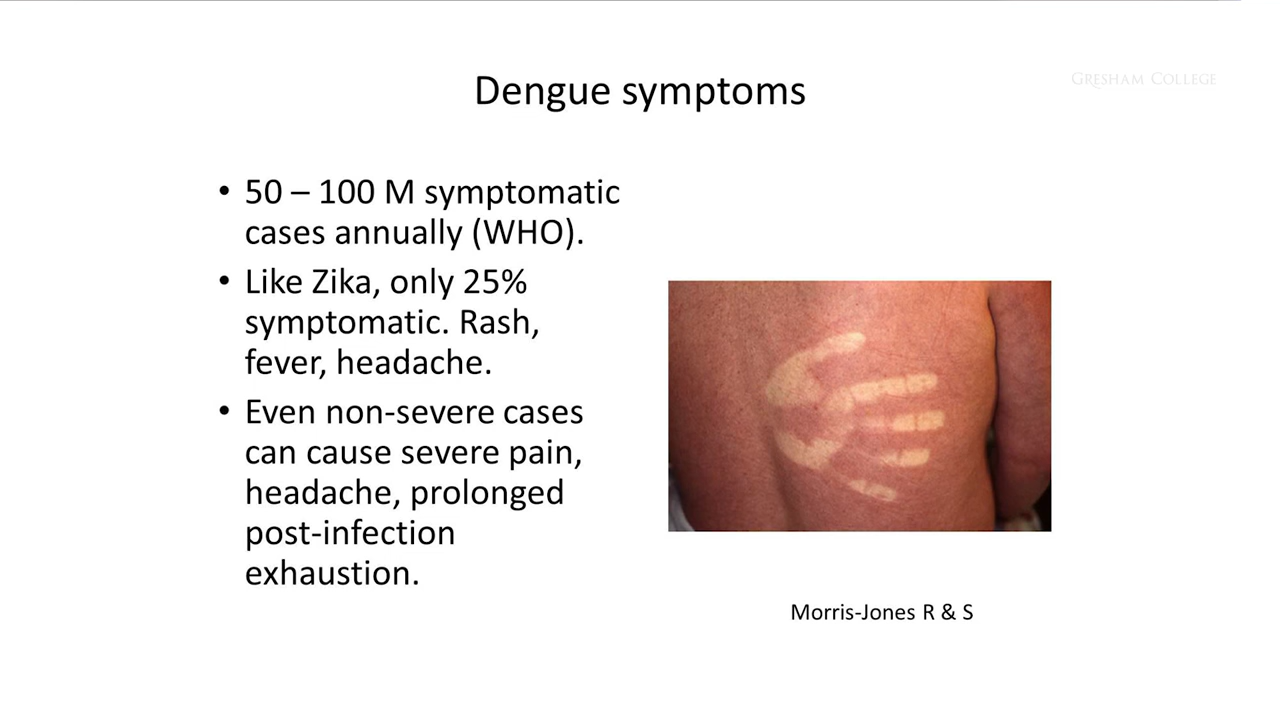 GRESHAM COLLEGE
Dengue symptoms
• 50 – 100 M symptomatic
cases annually (WHO).
• Like Zika, only 25%
symptomatic. Rash,
fever, headache.
• Even non-severe cases
can cause severe pain,
headache, prolonged
post-infection
exhaustion.
Morris-Jones R & S